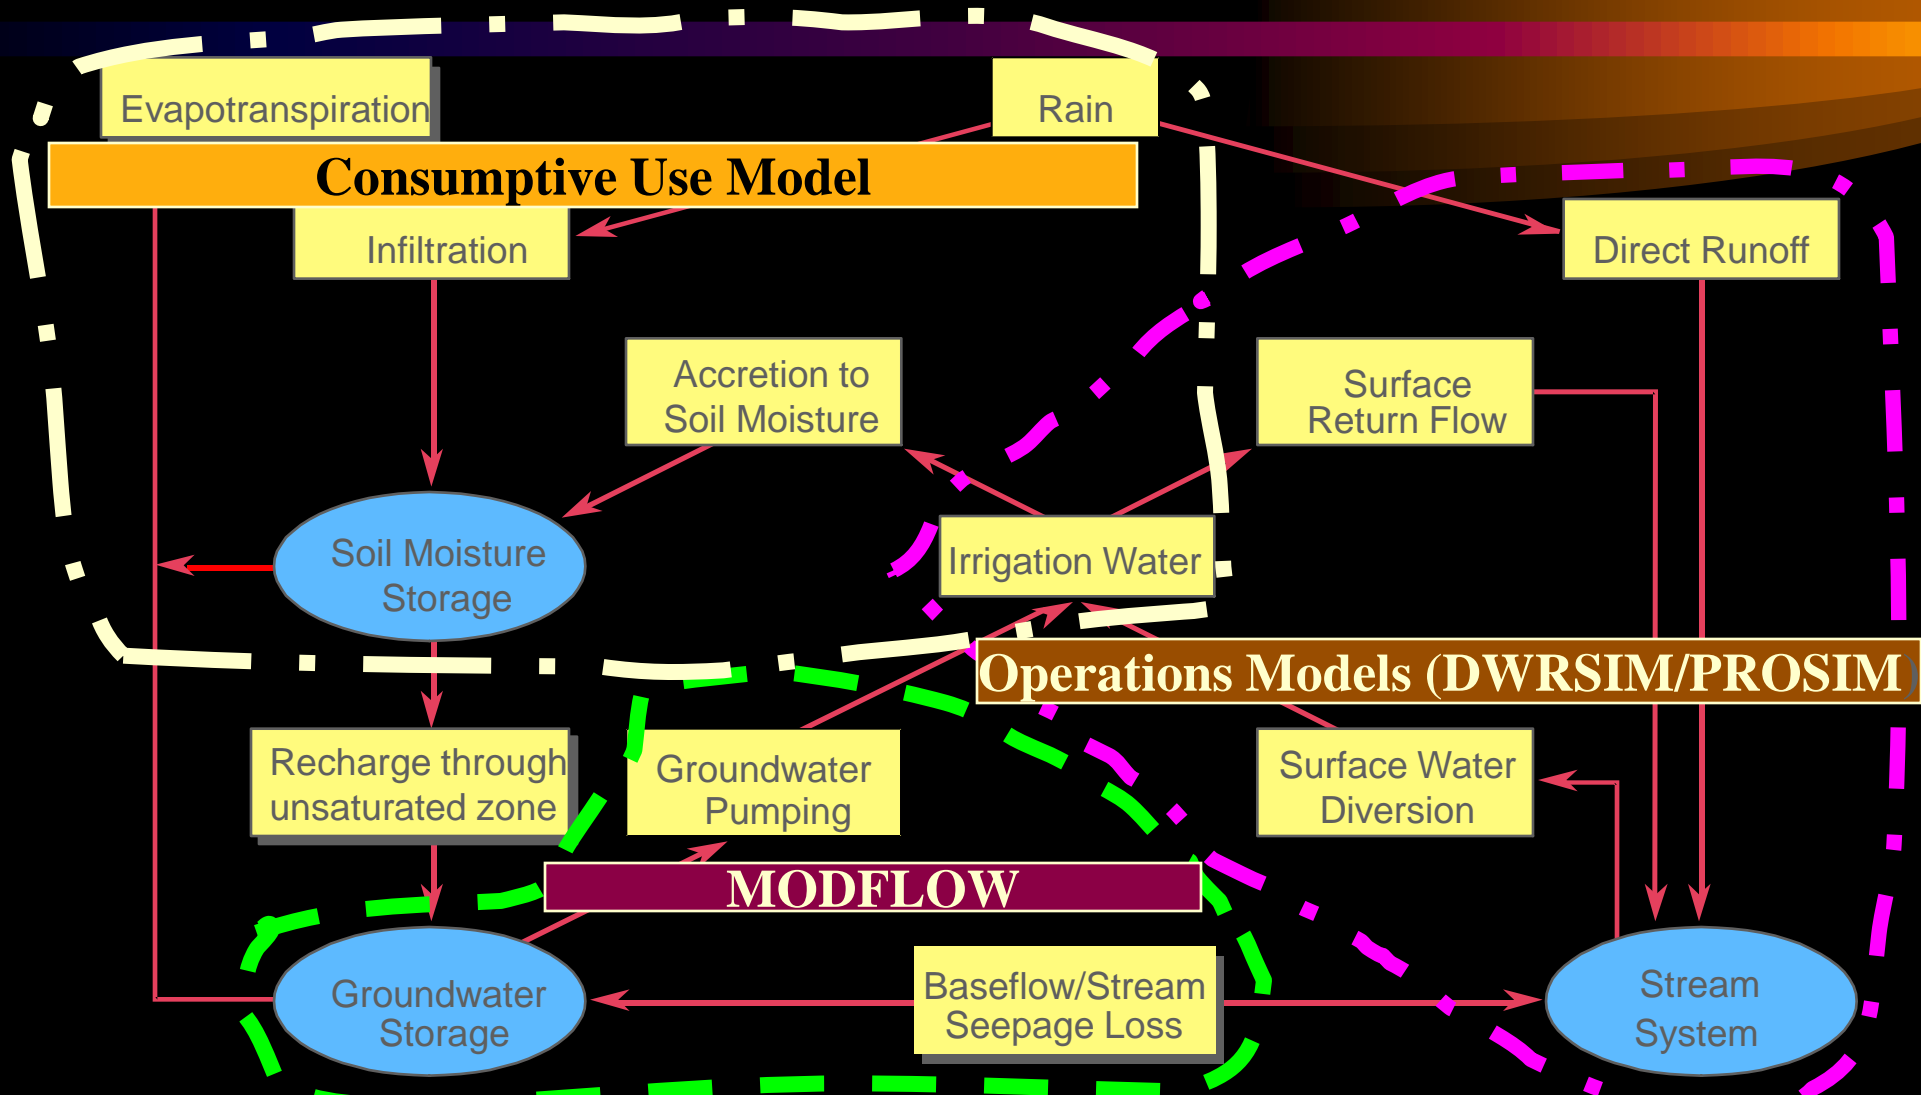 Evapotranspiration
Rain
Consumptive Use Model
Infiltration
Direct Runoff
Accretion to
Soil Moisture
Surface
Return Flow
Soil Moisture
Storage
Irrigation Water
Operations Models (DWRSIM/PROSIM)
Recharge through
unsaturated zone
Groundwater
Pumping
Surface Water
Diversion
MODFLOW
Groundwater
Storage
Baseflow/Stream
Seepage Loss
Stream
System